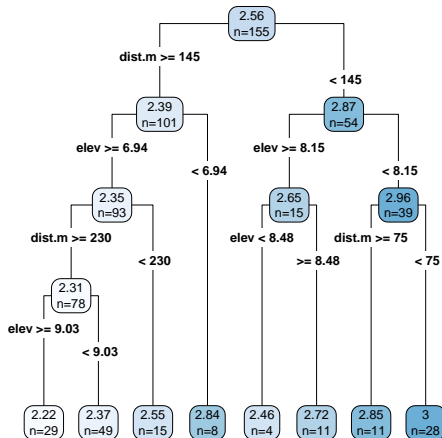 2.56
n=155
dist.m >= 145
< 145
2.39
n=101
2.87
n=54
elev >= 6.94
< 6.94
elev >= 8.15
< 8.15
2.35
n=93
2.65
n=15
2.96
n=39
dist.m >= 230
< 230
elev < 8.48
>= 8.48
dist.m >= 75
< 75
2.31
n=78
elev >= 9.03
< 9.03
2.22
n=29
2.37
n=49
2.55
n=15
2.84
n=8
2.46
n=4
2.72
n=11
2.85
n=11
3
n=28